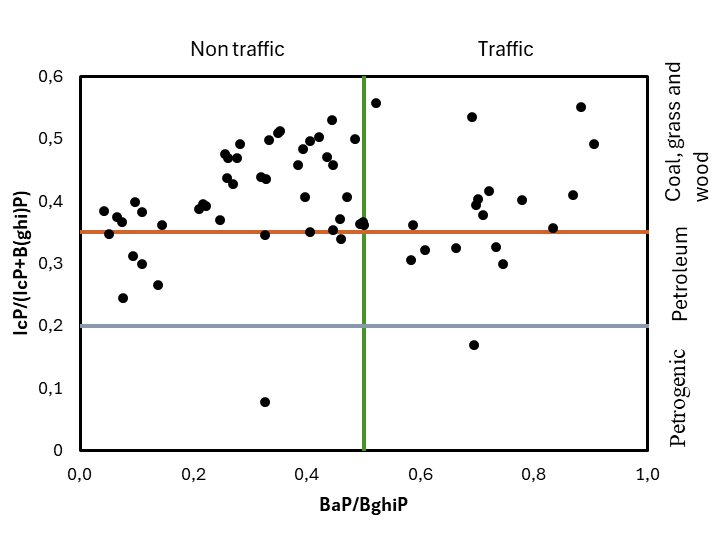 Non traffic
Traffic
0,6
0,5
0,4
0,3
0,2
0,1
0
0,0
0,2
0,4
0,6
0,8
1,0
BaP/BghiP
IcP/(IcP+B(ghi)P)
Coal, grass and
wood
Petroleum
Petrogenic